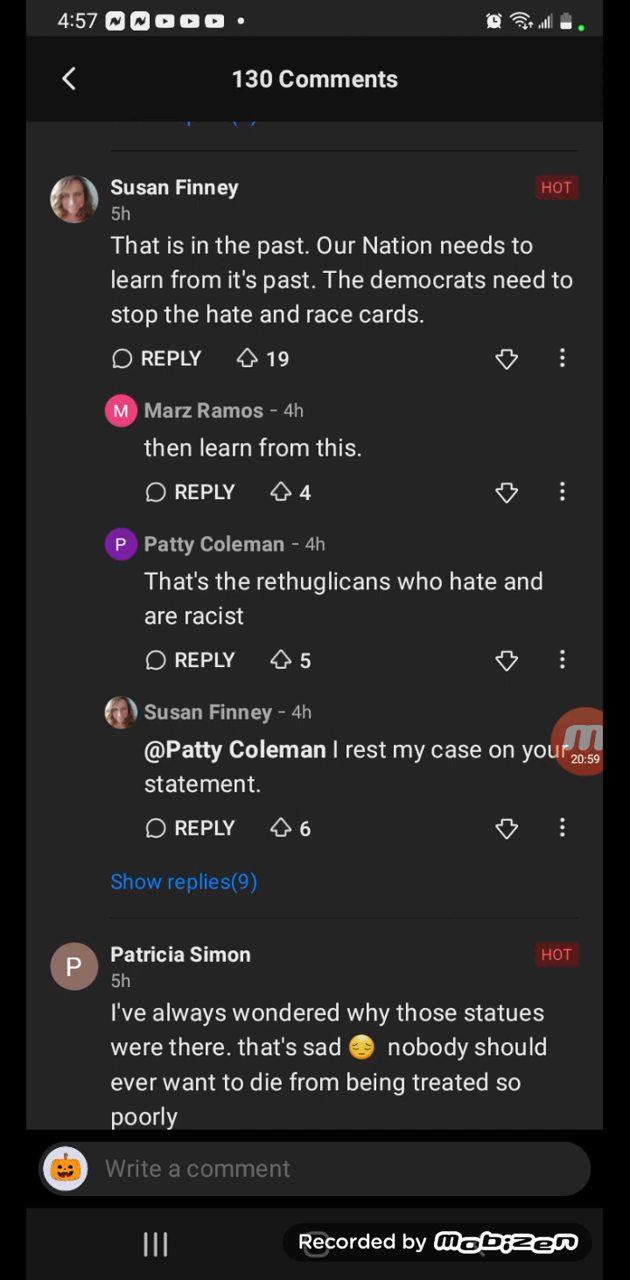 4:57
130 Comments
Susan Finney
HOT
5h
That is in the past. Our Nation needs to
learn from it's past. The democrats need to
stop the hate and race cards.
REPLY 19
M Marz Ramos - 4h
then learn from this.
REPLY 4
P Patty Coleman - 4h
That's the rethuglicans who hate and
are racist
REPLY 5
Susan Finney - 4h
@Patty Coleman I rest my case on your
statement.
20:59
REPLY 6
Show replies(9)
P Patricia Simon
HOT
5h
I've always wondered why those statues
were there. that's sad 😔 nobody should
ever want to die from being treated so
poorly
Write a comment
Recorded by mobizen